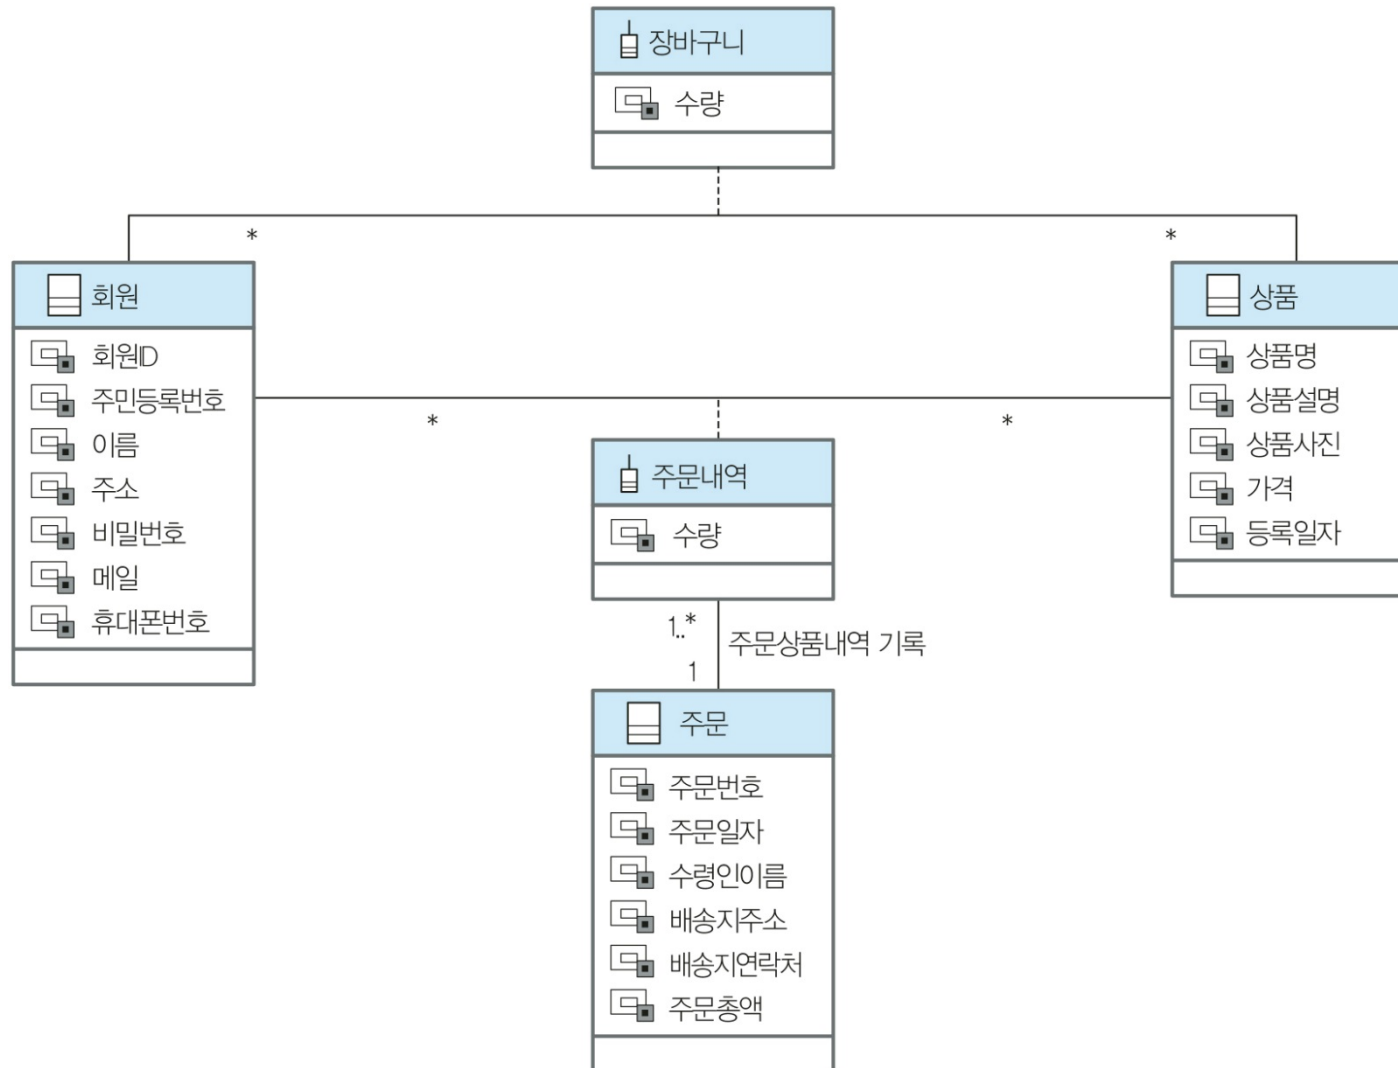 장바구니
수량
*
*
회원
회원ID
주민등록번호
이름
주소
비밀번호
메일
휴대폰번호
상품
상품명
상품설명
상품사진
가격
등록일자
*
*
주문내역
수량
1..*
주문상품내역 기록
1
주문
주문번호
주문일자
수령인이름
배송지주소
배송지연락처
주문총액